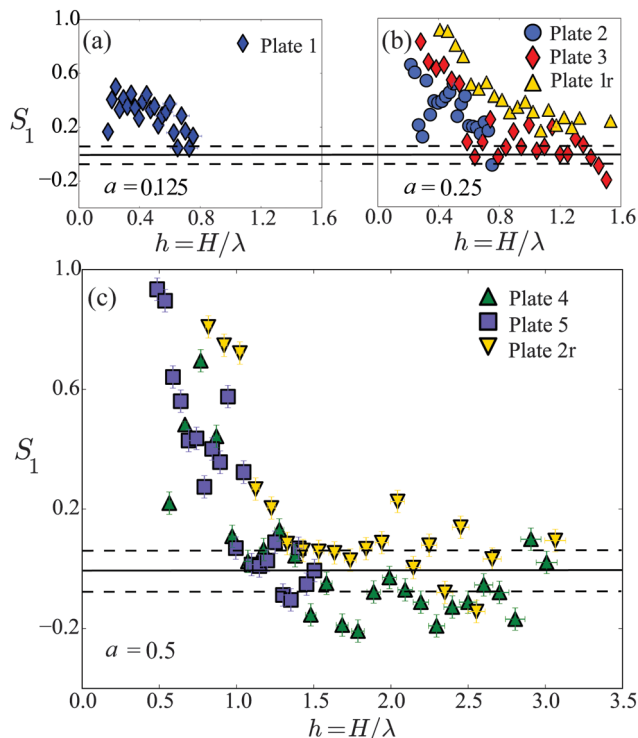 (a)
Plate 1
(b)
Plate 2
Plate 3
Plate 1r
1.0
0.6
0.2
−0.2
S₁
a = 0.125
a = 0.25
0.0 0.4 0.8 1.2 1.6
0.0 0.4 0.8 1.2 1.6
h = H/λ
h = H/λ
(c)
Plate 4
Plate 5
Plate 2r
1.0
0.6
0.2
−0.2
S₁
a = 0.5
0.0 0.5 1.0 1.5 2.0 2.5 3.0 3.5
h = H/λ